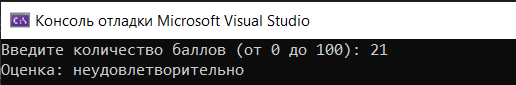 Консоль отладки Microsoft Visual Studio
Введите количество баллов (от 0 до 100): 21
Оценка: неудовлетворительно